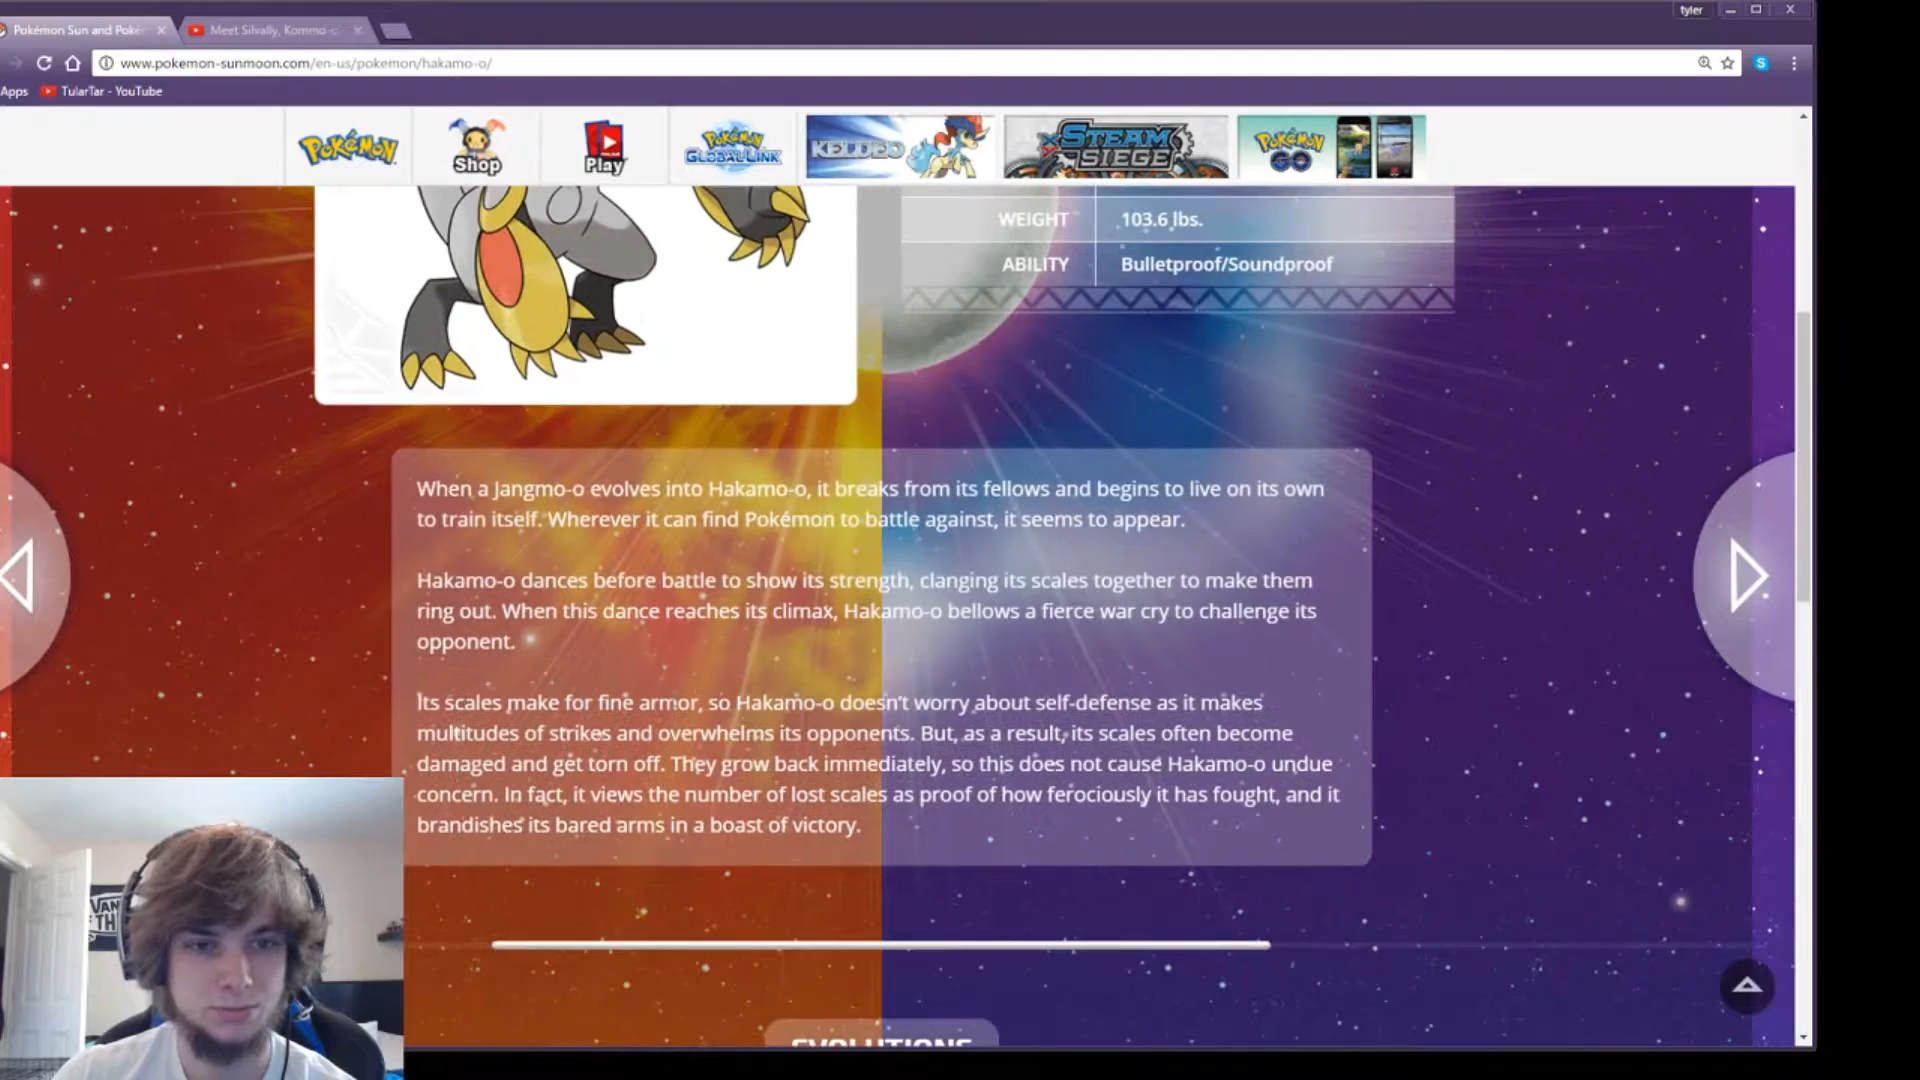 tyler
Pokémon Sun and Poké
Meet Silvally, Kommo-o
www.pokemon-sunmoon.com/en-us/pokemon/hakamo-o/
Apps
TularTar - YouTube
Pokémon
Shop
Play
Pokémon GLOBAL LINK
KELDEO
STEAM SIEGE
Pokémon GO
WEIGHT 103.6 lbs.
ABILITY Bulletproof/Soundproof
When a Jangmo-o evolves into Hakamo-o, it breaks from its fellows and begins to live on its own
to train itself. Wherever it can find Pokémon to battle against, it seems to appear.
Hakamo-o dances before battle to show its strength, clanging its scales together to make them
ring out. When this dance reaches its climax, Hakamo-o bellows a fierce war cry to challenge its
opponent.
Its scales make for fine armor, so Hakamo-o doesn't worry about self-defense as it makes
multitudes of strikes and overwhelms its opponents. But, as a result, its scales often become
damaged and get torn off. They grow back immediately, so this does not cause Hakamo-o undue
concern. In fact, it views the number of lost scales as proof of how ferociously it has fought, and it
brandishes its bared arms in a boast of victory.
EVOLUTIONS